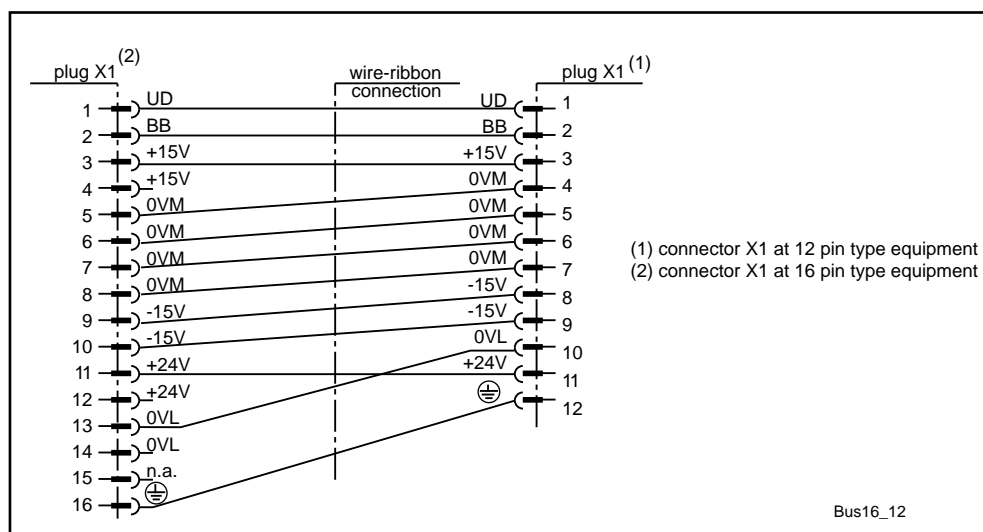 plug X1 (2)
wire-ribbon
connection
plug X1 (1)
1 UD UD 1
2 BB BB 2
3 +15V +15V 3
4 +15V 0VM 4
5 0VM 0VM 5
6 0VM 0VM 6
7 0VM 0VM 7
8 0VM -15V 8
9 -15V -15V 9
10 -15V 0VL 10
11 +24V +24V 11
12 +24V 12
13 0VL
14 0VL
15 n.a.
16
(1) connector X1 at 12 pin type equipment
(2) connector X1 at 16 pin type equipment
Bus16_12